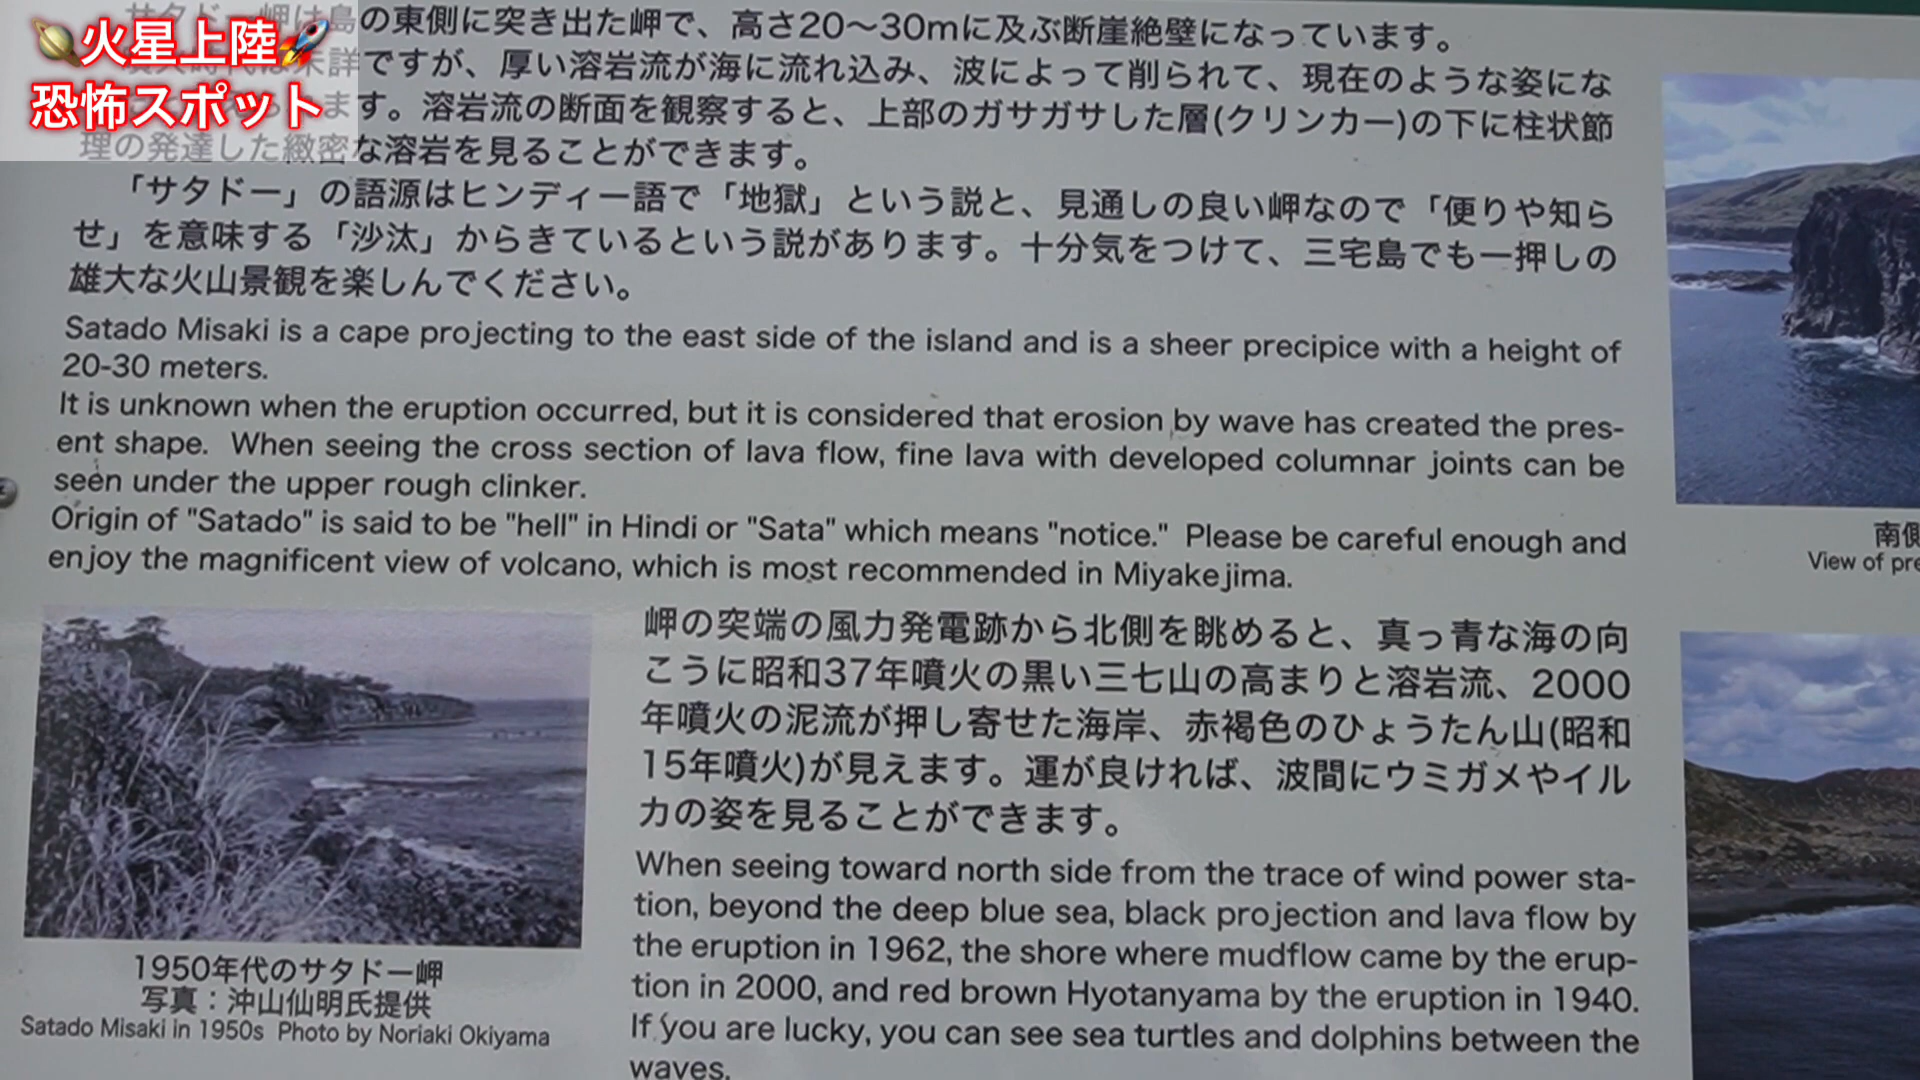 🪐火星上陸🚀
恐怖スポット
サタドー岬は島の東側に突き出た岬で、高さ20〜30mに及ぶ断崖絶壁になっています。
ですが、厚い溶岩流が海に流れ込み、波によって削られて、現在のような姿にな
ます。溶岩流の断面を観察すると、上部のガサガサした層(クリンカー)の下に柱状節
理の発達した緻密な溶岩を見ることができます。
「サタドー」の語源はヒンディー語で「地獄」という説と、見通しの良い岬なので「便りや知ら
せ」を意味する「沙汰」からきているという説があります。十分気をつけて、三宅島でも一押しの
雄大な火山景観を楽しんでください。
Satado Misaki is a cape projecting to the east side of the island and is a sheer precipice with a height of
20-30 meters.
It is unknown when the eruption occurred, but it is considered that erosion by wave has created the pres-
ent shape. When seeing the cross section of lava flow, fine lava with developed columnar joints can be
seen under the upper rough clinker.
Origin of "Satado" is said to be "hell" in Hindi or "Sata" which means "notice." Please be careful enough and
enjoy the magnificent view of volcano, which is most recommended in Miyakejima.
南側
View of pre
岬の突端の風力発電跡から北側を眺めると、真っ青な海の向
こうに昭和37年噴火の黒い三七山の高まりと溶岩流、2000
年噴火の泥流が押し寄せた海岸、赤褐色のひょうたん山(昭和
15年噴火)が見えます。運が良ければ、波間にウミガメやイル
カの姿を見ることができます。
When seeing toward north side from the trace of wind power sta-
tion, beyond the deep blue sea, black projection and lava flow by
the eruption in 1962, the shore where mudflow came by the erup-
tion in 2000, and red brown Hyotanyama by the eruption in 1940.
If you are lucky, you can see sea turtles and dolphins between the
waves.
1950年代のサタドー岬
写真：沖山仙明氏提供
Satado Misaki in 1950s Photo by Noriaki Okiyama